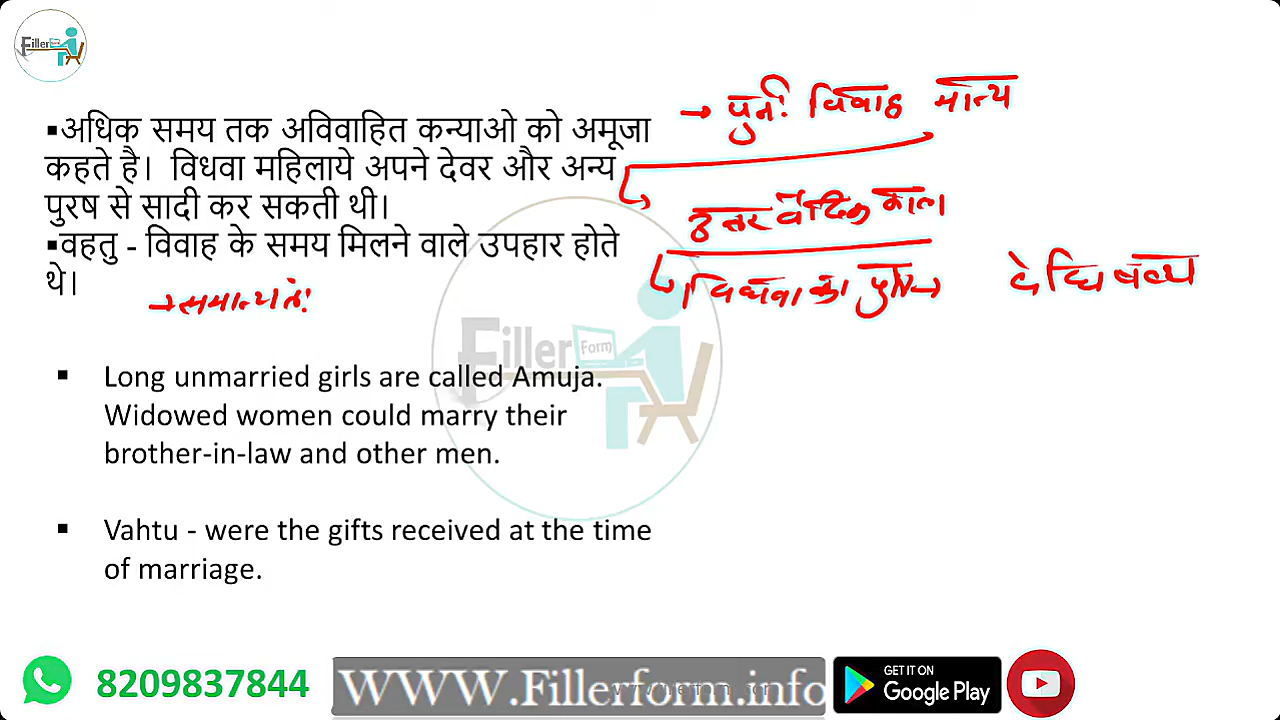 Filler
▪अधिक समय तक अविवाहित कन्याओ को अमूजा
कहते है। विधवा महिलाये अपने देवर और अन्य
पुरष से सादी कर सकती थी।
▪वहतु - विवाह के समय मिलने वाले उपहार होते
थे।
विवाह मान्य
उत्तर वैदिक काल
विधवा का पुत्र →
Filler Form
▪ Long unmarried girls are called Amuja.
Widowed women could marry their
brother-in-law and other men.
▪ Vahtu - were the gifts received at the time
of marriage.
8209837844
WWW.Fillerform.info
GET IT ON
Google Play